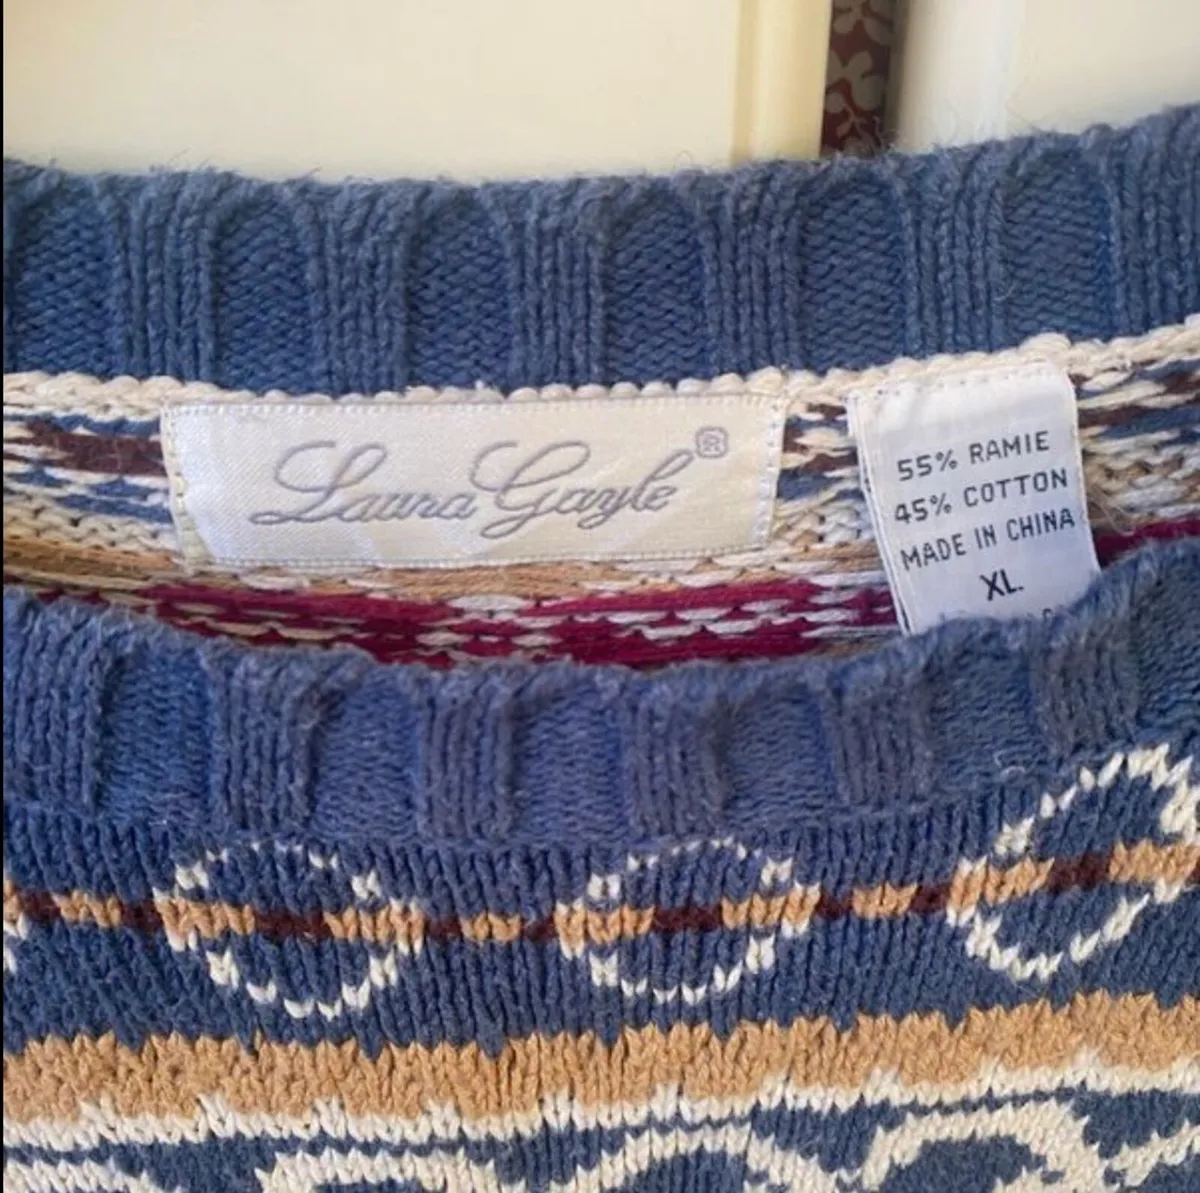 Laura Gayle®
55% RAMIE
45% COTTON
MADE IN CHINA
XL.